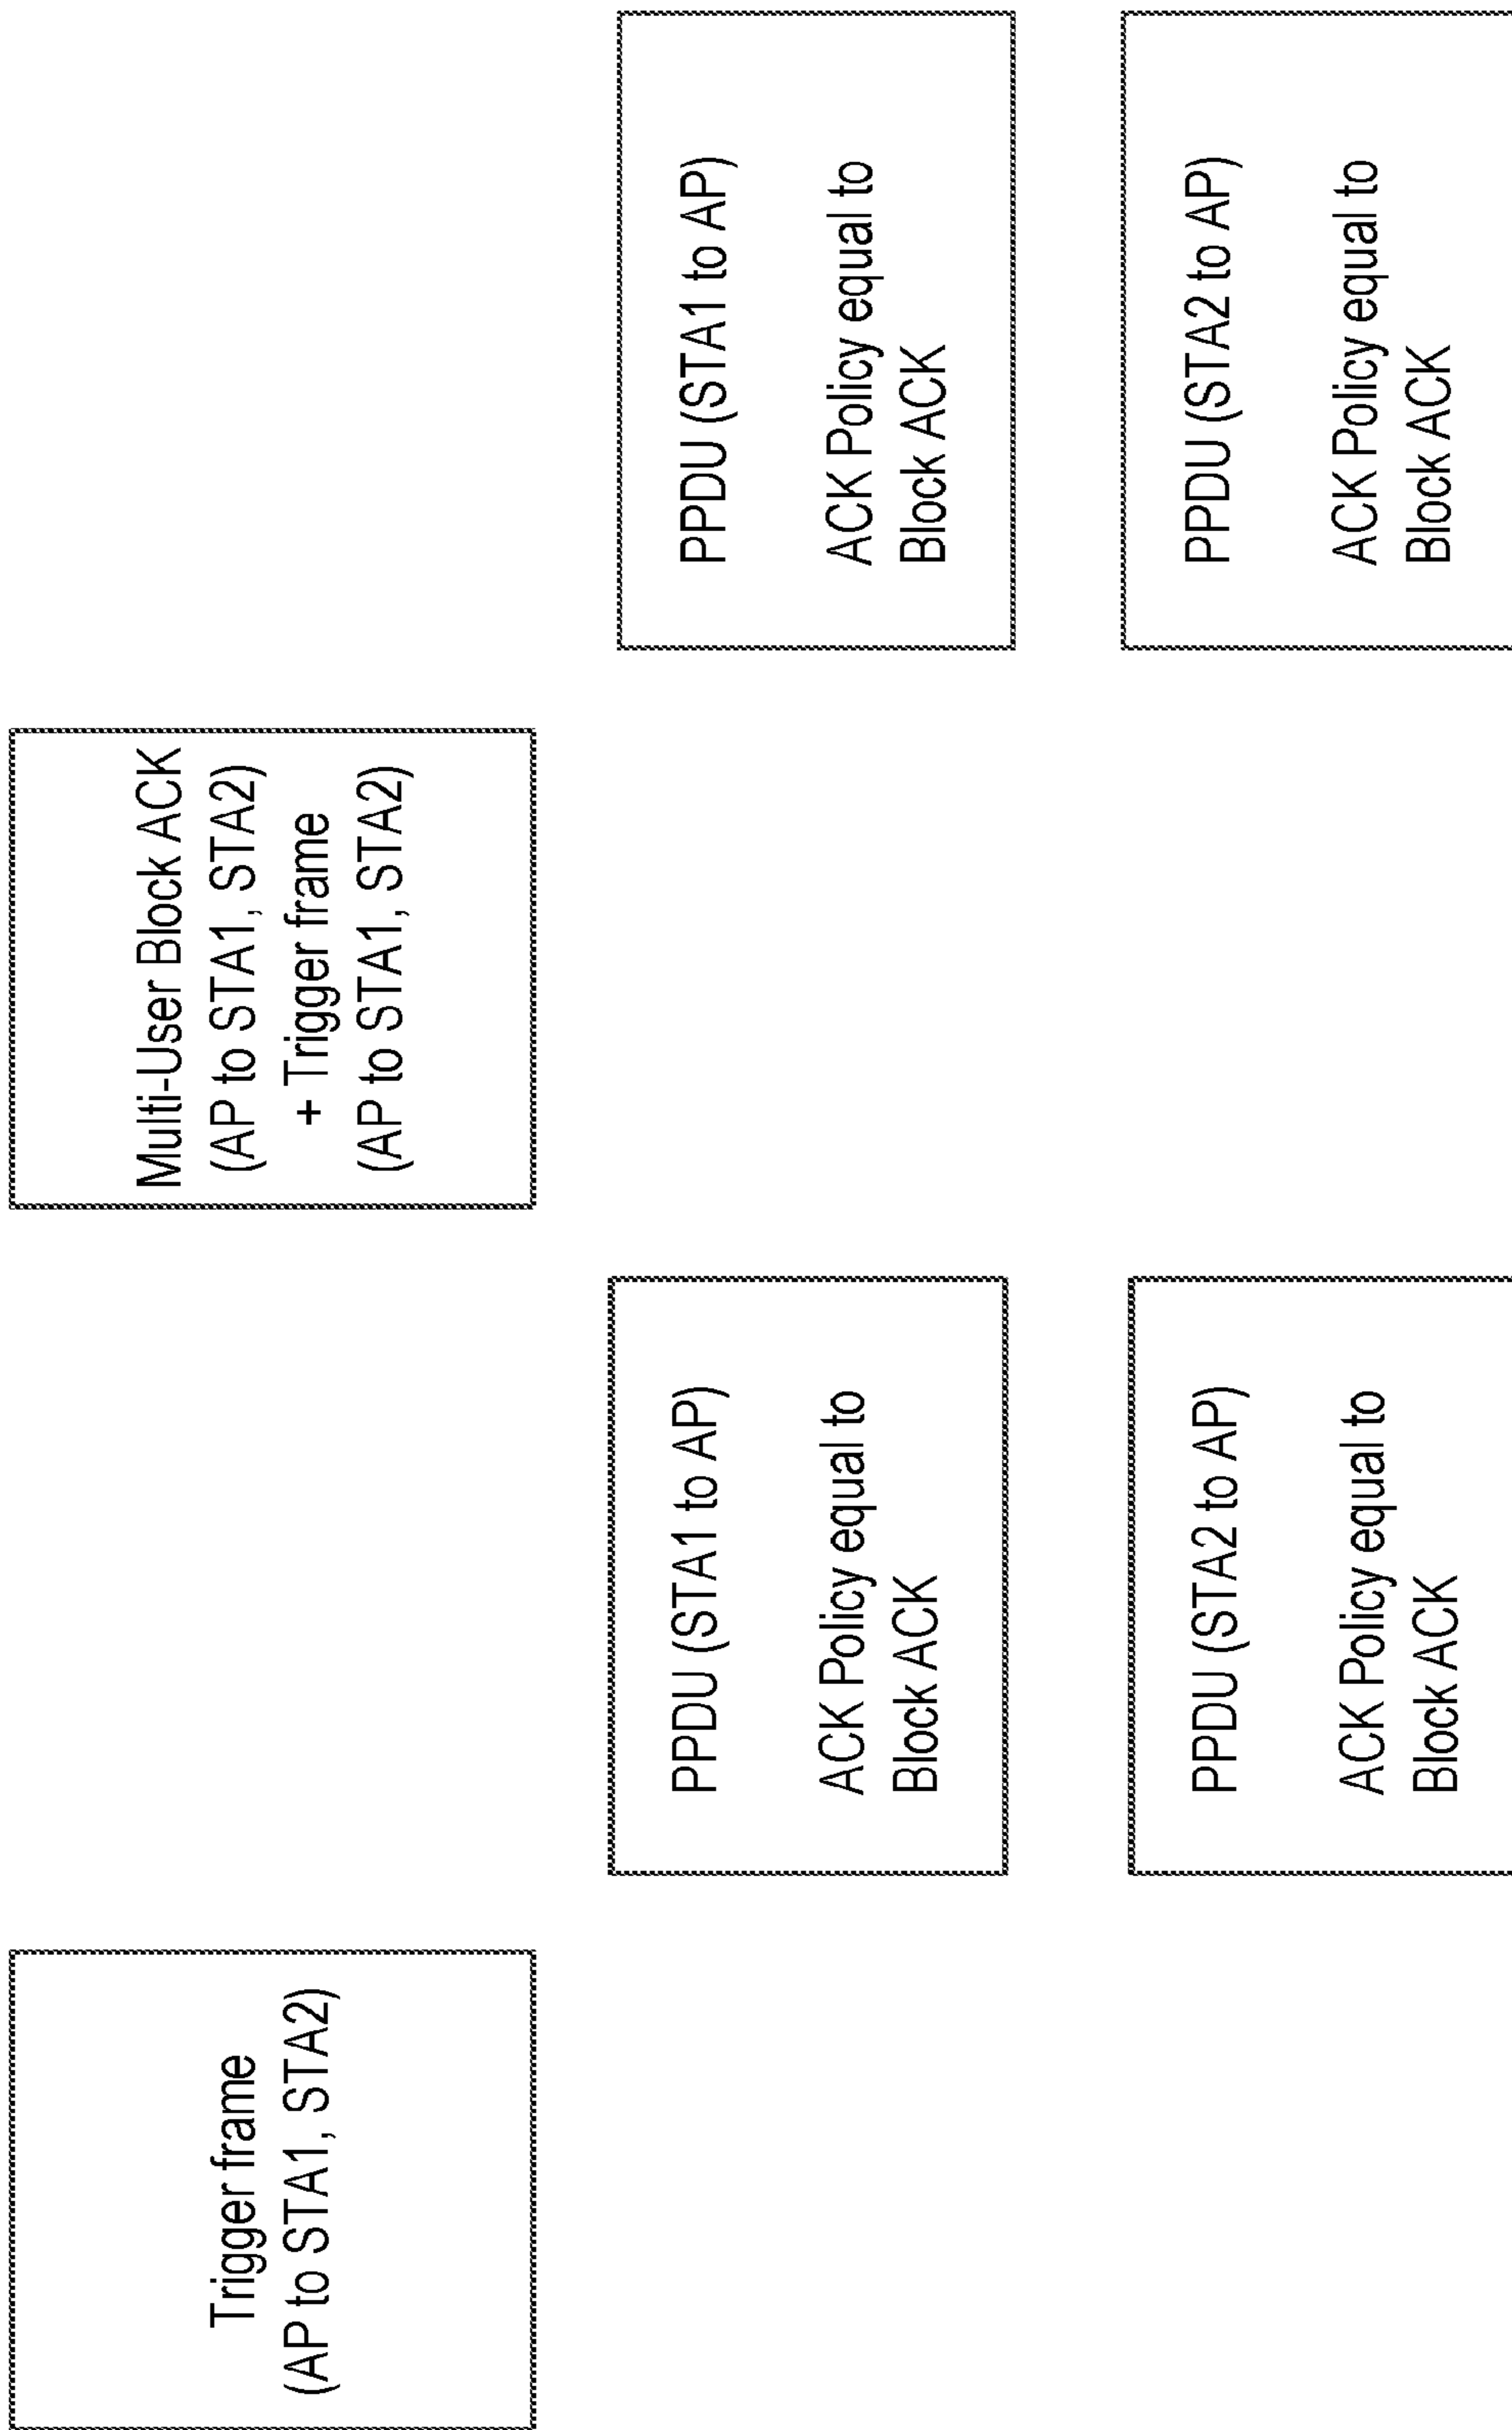 Trigger frame
(AP to STA1, STA2)
PPDU (STA1 to AP)
ACK Policy equal to
Block ACK
PPDU (STA2 to AP)
ACK Policy equal to
Block ACK
Multi-User Block ACK
(AP to STA1, STA2)
+ Trigger frame
(AP to STA1, STA2)
PPDU (STA1 to AP)
ACK Policy equal to
Block ACK
PPDU (STA2 to AP)
ACK Policy equal to
Block ACK